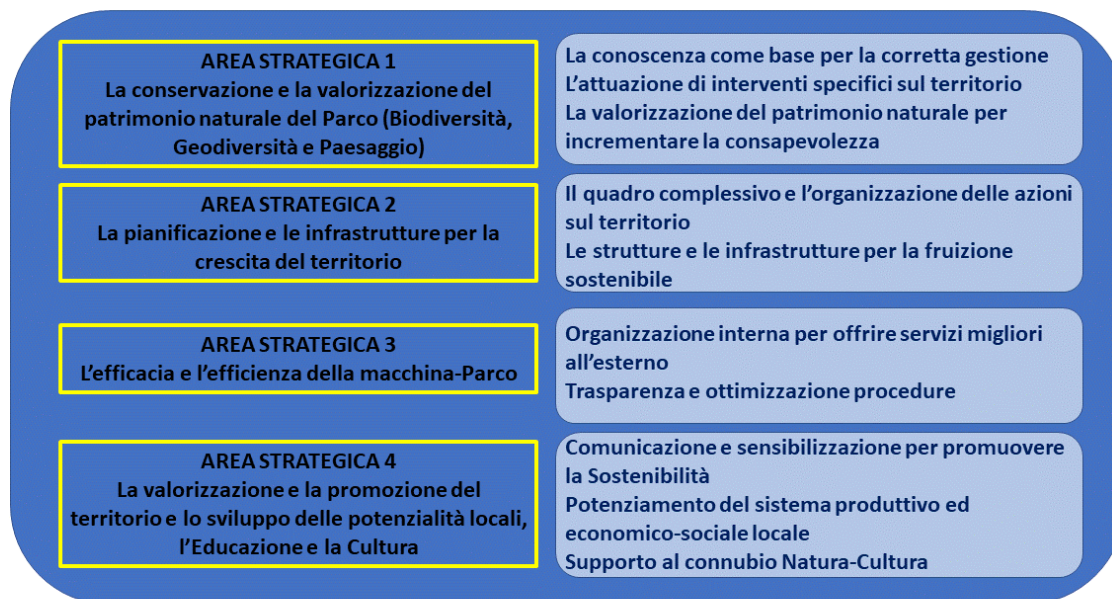 AREA STRATEGICA 1
La conservazione e la valorizzazione del
patrimonio naturale del Parco (Biodiversità,
Geodiversità e Paesaggio)
La conoscenza come base per la corretta gestione
L'attuazione di interventi specifici sul territorio
La valorizzazione del patrimonio naturale per
incrementare la consapevolezza
AREA STRATEGICA 2
La pianificazione e le infrastrutture per la
crescita del territorio
Il quadro complessivo e l'organizzazione delle azioni
sul territorio
Le strutture e le infrastrutture per la fruizione
sostenibile
AREA STRATEGICA 3
L'efficacia e l'efficienza della macchina-Parco
Organizzazione interna per offrire servizi migliori
all'esterno
Trasparenza e ottimizzazione procedure
AREA STRATEGICA 4
La valorizzazione e la promozione del
territorio e lo sviluppo delle potenzialità locali,
l'Educazione e la Cultura
Comunicazione e sensibilizzazione per promuovere
la Sostenibilità
Potenziamento del sistema produttivo ed
economico-sociale locale
Supporto al connubio Natura-Cultura